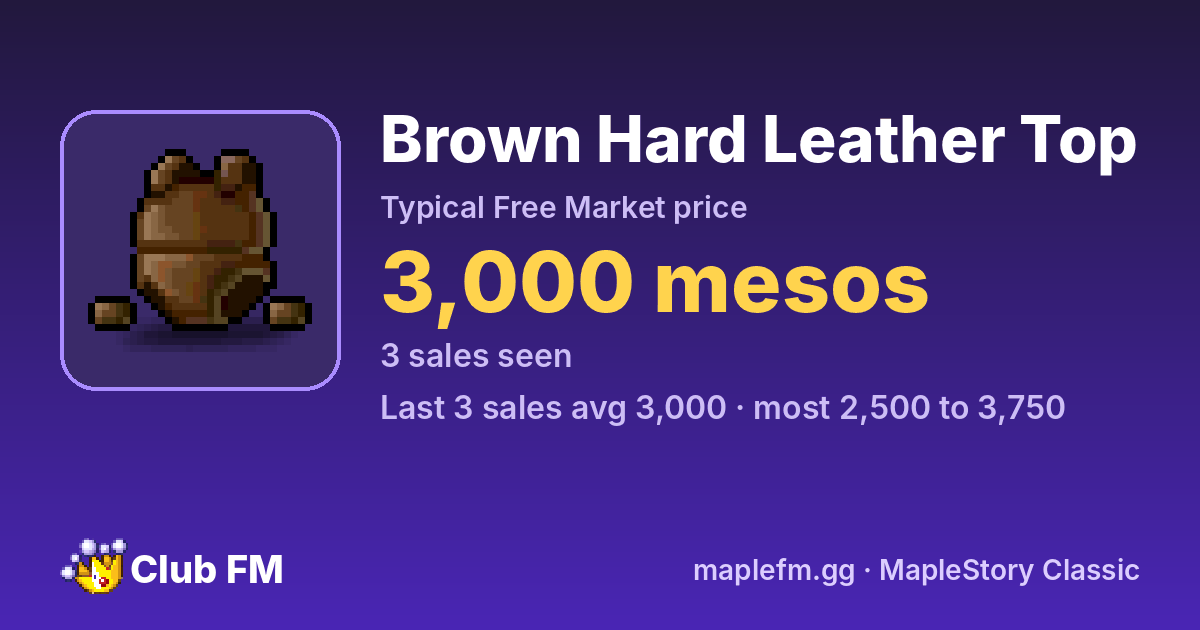 Brown Hard Leather Top
Typical Free Market price
3,000 mesos
3 sales seen
Last 3 sales avg 3,000 · most 2,500 to 3,750
Club FM
maplefm.gg · MapleStory Classic